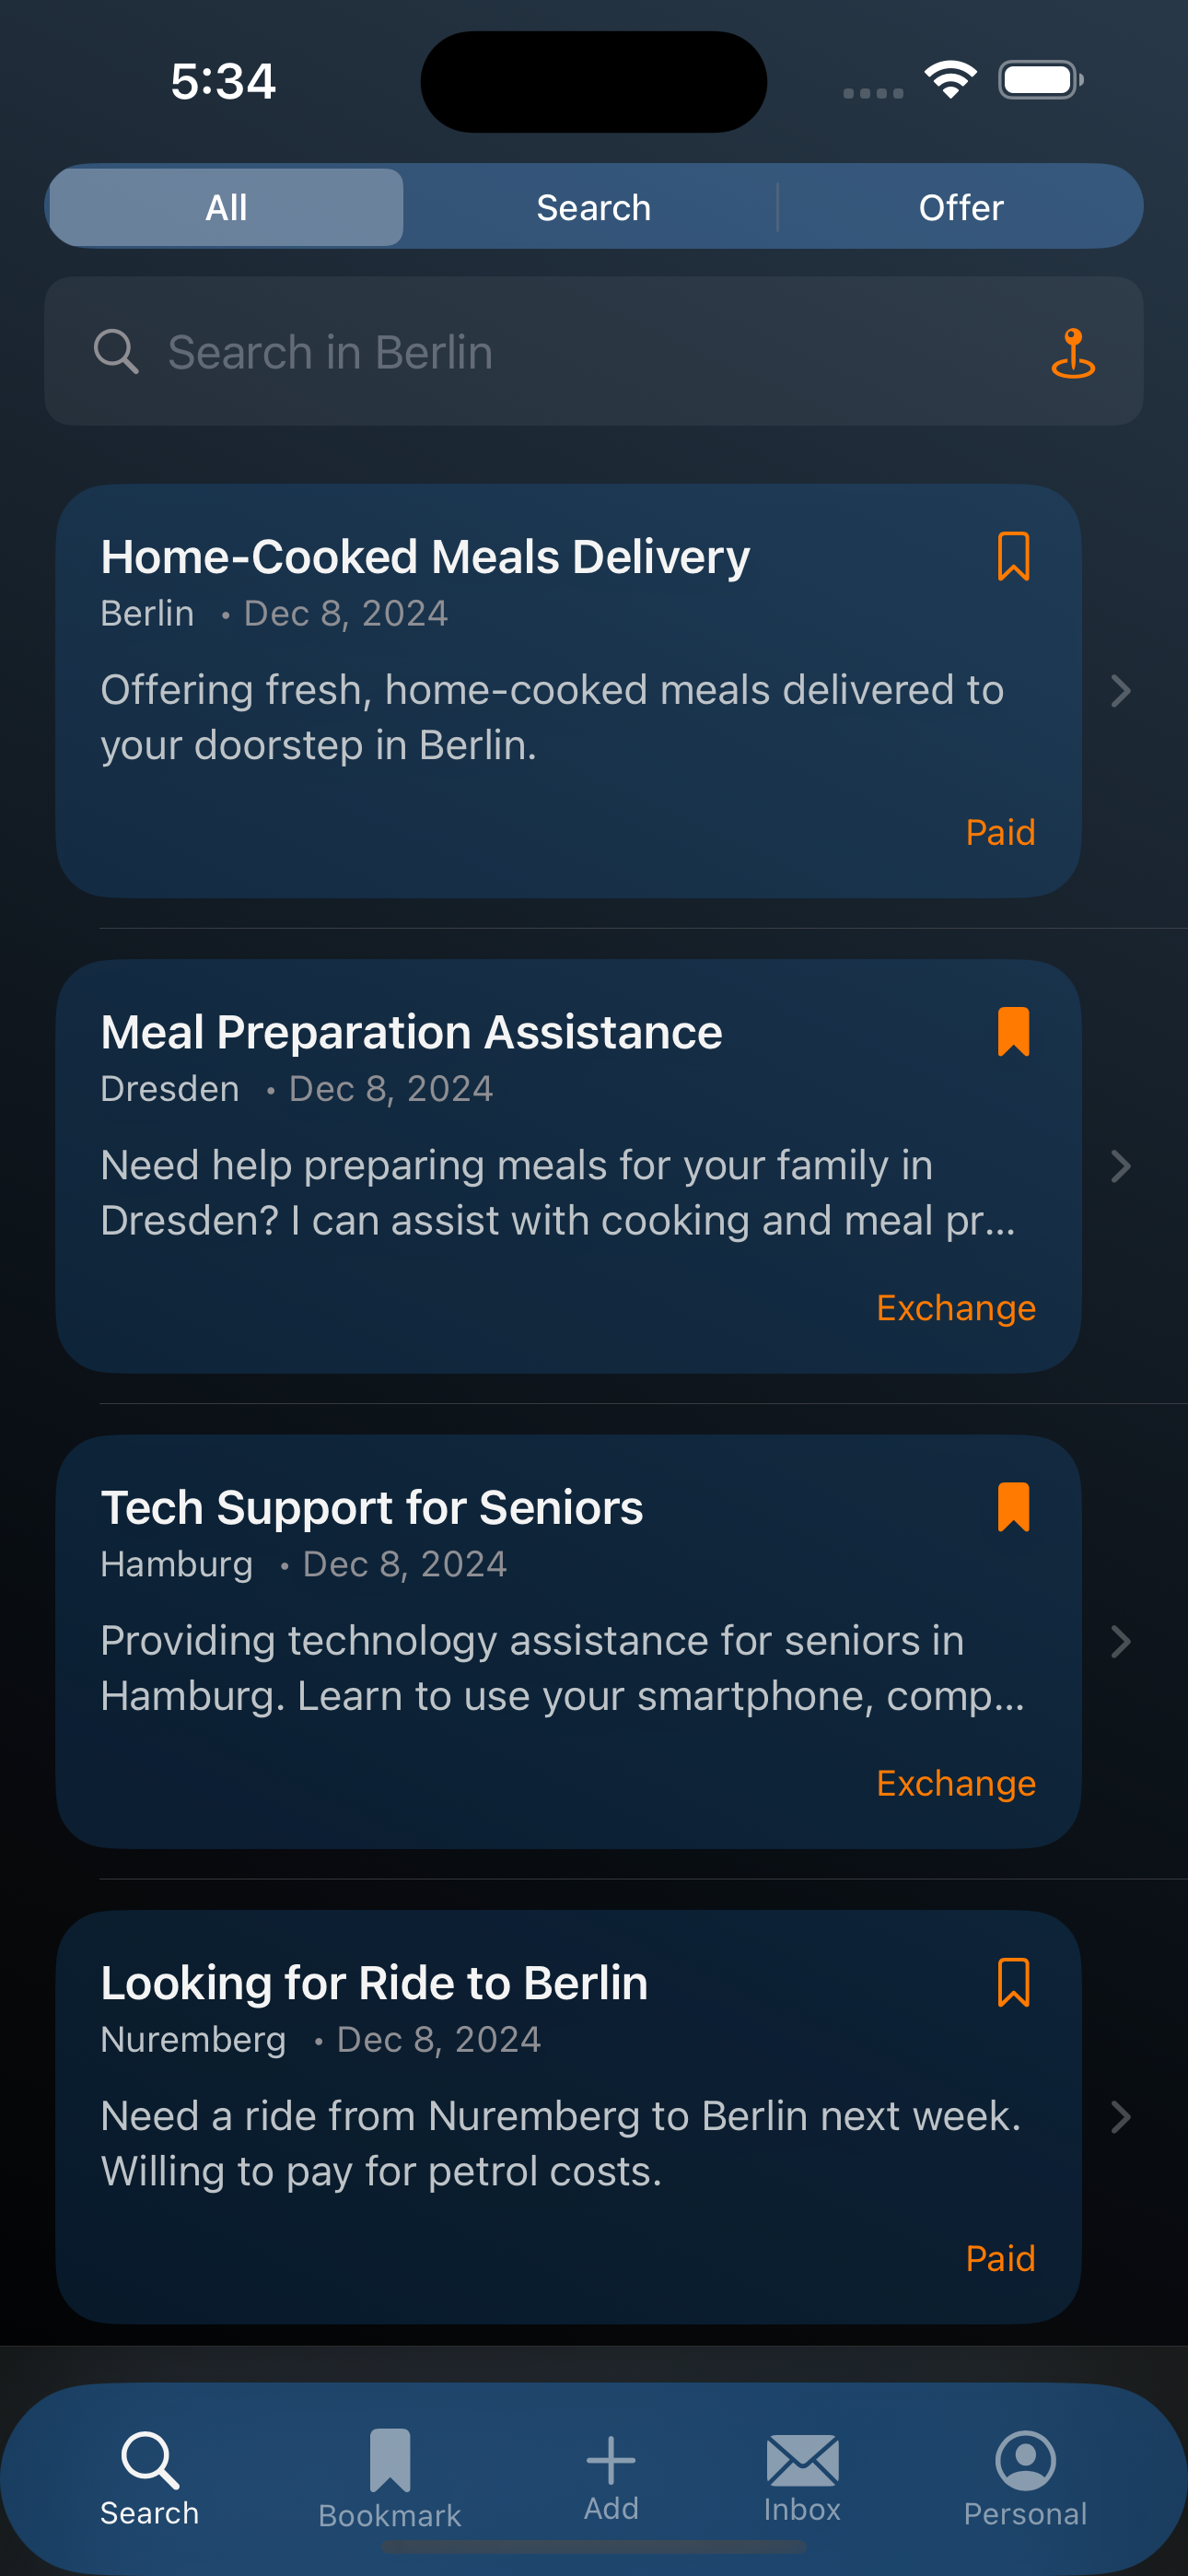 5:34
All
Search
Offer
Search in Berlin
Home-Cooked Meals Delivery
Berlin • Dec 8, 2024
Offering fresh, home-cooked meals delivered to
your doorstep in Berlin.
Paid
Meal Preparation Assistance
Dresden • Dec 8, 2024
Need help preparing meals for your family in
Dresden? I can assist with cooking and meal pr...
Exchange
Tech Support for Seniors
Hamburg • Dec 8, 2024
Providing technology assistance for seniors in
Hamburg. Learn to use your smartphone, comp...
Exchange
Looking for Ride to Berlin
Nuremberg • Dec 8, 2024
Need a ride from Nuremberg to Berlin next week.
Willing to pay for petrol costs.
Paid
Search
Bookmark
Add
Inbox
Personal